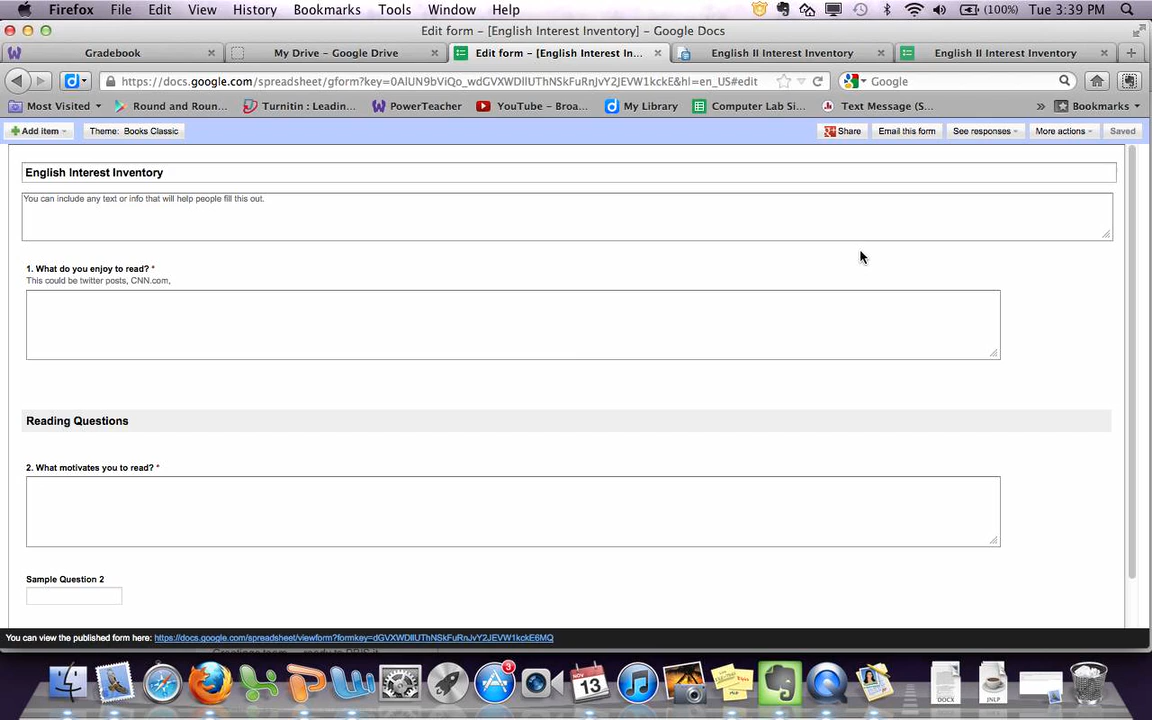 Firefox File Edit View History Bookmarks Tools Window Help (100%) Tue 3:39 PM
Edit form – [English Interest Inventory] – Google Docs
Gradebook My Drive – Google Drive Edit form – [English Interest In... English II Interest Inventory English II Interest Inventory
https://docs.google.com/spreadsheet/gform?key=0AlUN9bViQo_wdGVXWDllUThNSkFuRnJvY2JEVW1kckE&hl=en_US#edit Google
Most Visited Round and Roun... Turnitin : Leadin... PowerTeacher YouTube – Broa... My Library Computer Lab Si... Text Message (S... » Bookmarks
Add item Theme: Books Classic Share Email this form See responses More actions Saved
English Interest Inventory
You can include any text or info that will help people fill this out.
1. What do you enjoy to read? *
This could be twitter posts, CNN.com,
Reading Questions
2. What motivates you to read? *
Sample Question 2
You can view the published form here: https://docs.google.com/spreadsheet/viewform?formkey=dGVXWDllUThNSkFuRnJvY2JEVW1kckE6MQ
3
NOV
13
DOCX JNLP